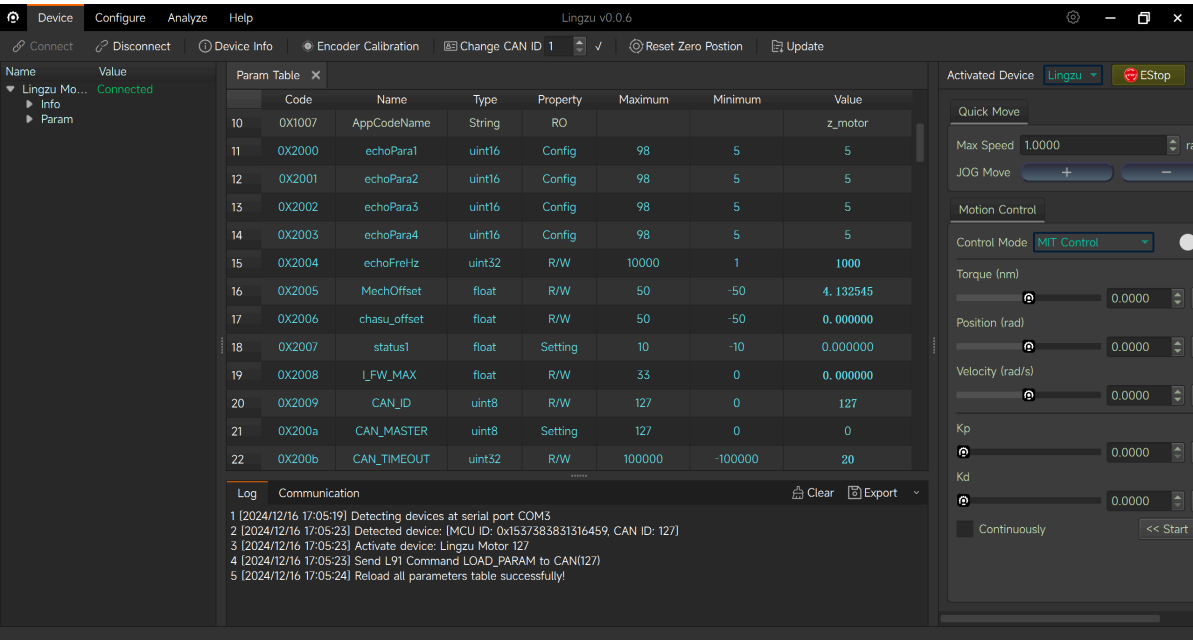 Device Configure Analyze Help Lingzu v0.0.6
Connect Disconnect Device Info Encoder Calibration Change CAN ID 1 √ Reset Zero Postion Update
Name Value
Lingzu Mo... Connected
Info
Param
Param Table
Code Name Type Property Maximum Minimum Value
10 0X1007 AppCodeName String RO z_motor
11 0X2000 echoPara1 uint16 Config 98 5 5
12 0X2001 echoPara2 uint16 Config 98 5 5
13 0X2002 echoPara3 uint16 Config 98 5 5
14 0X2003 echoPara4 uint16 Config 98 5 5
15 0X2004 echoFreHz uint32 R/W 10000 1 1000
16 0X2005 MechOffset float R/W 50 -50 4.132545
17 0X2006 chasu_offset float R/W 50 -50 0.000000
18 0X2007 status1 float Setting 10 -10 0.000000
19 0X2008 I_FW_MAX float R/W 33 0 0.000000
20 0X2009 CAN_ID uint8 R/W 127 0 127
21 0X200a CAN_MASTER uint8 Setting 127 0 0
22 0X200b CAN_TIMEOUT uint32 R/W 100000 -100000 20
Log Communication Clear Export
1 [2024/12/16 17:05:19] Detecting devices at serial port COM3
2 [2024/12/16 17:05:23] Detected device: [MCU ID: 0x1537383831316459, CAN ID: 127]
3 [2024/12/16 17:05:23] Activate device: Lingzu Motor 127
4 [2024/12/16 17:05:23] Send L91 Command LOAD_PARAM to CAN(127)
5 [2024/12/16 17:05:24] Reload all parameters table successfully!
Activated Device Lingzu EStop
Quick Move
Max Speed 1.0000 ra
JOG Move + −
Motion Control
Control Mode MIT Control
Torque (nm)
0.0000
Position (rad)
0.0000
Velocity (rad/s)
0.0000
Kp
0.0000
Kd
0.0000
Continuously << Start